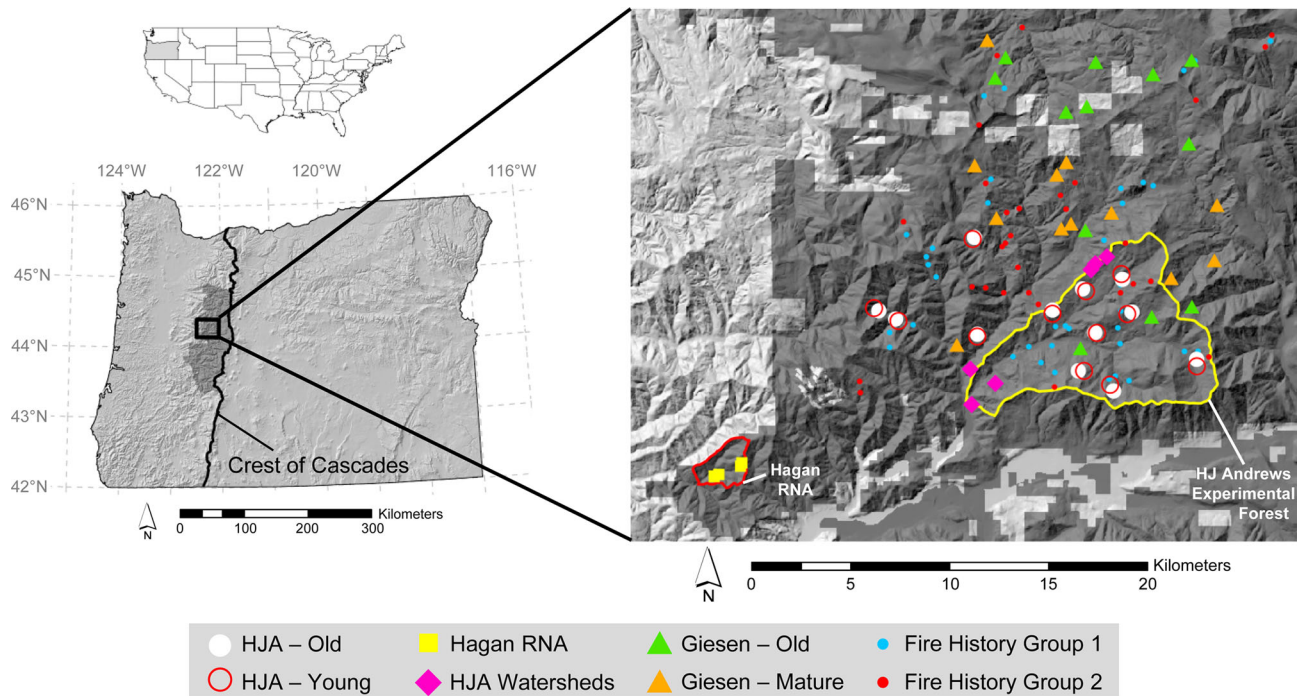 124°W
122°W
120°W
116°W
46°N
45°N
44°N
43°N
42°N
Crest of Cascades
N
0 100 200 300 Kilometers
Hagan
RNA
HJ Andrews
Experimental
Forest
N
Kilometers
0 5 10 15 20
HJA – Old
Hagan RNA
Giesen – Old
Fire History Group 1
HJA – Young
HJA Watersheds
Giesen – Mature
Fire History Group 2